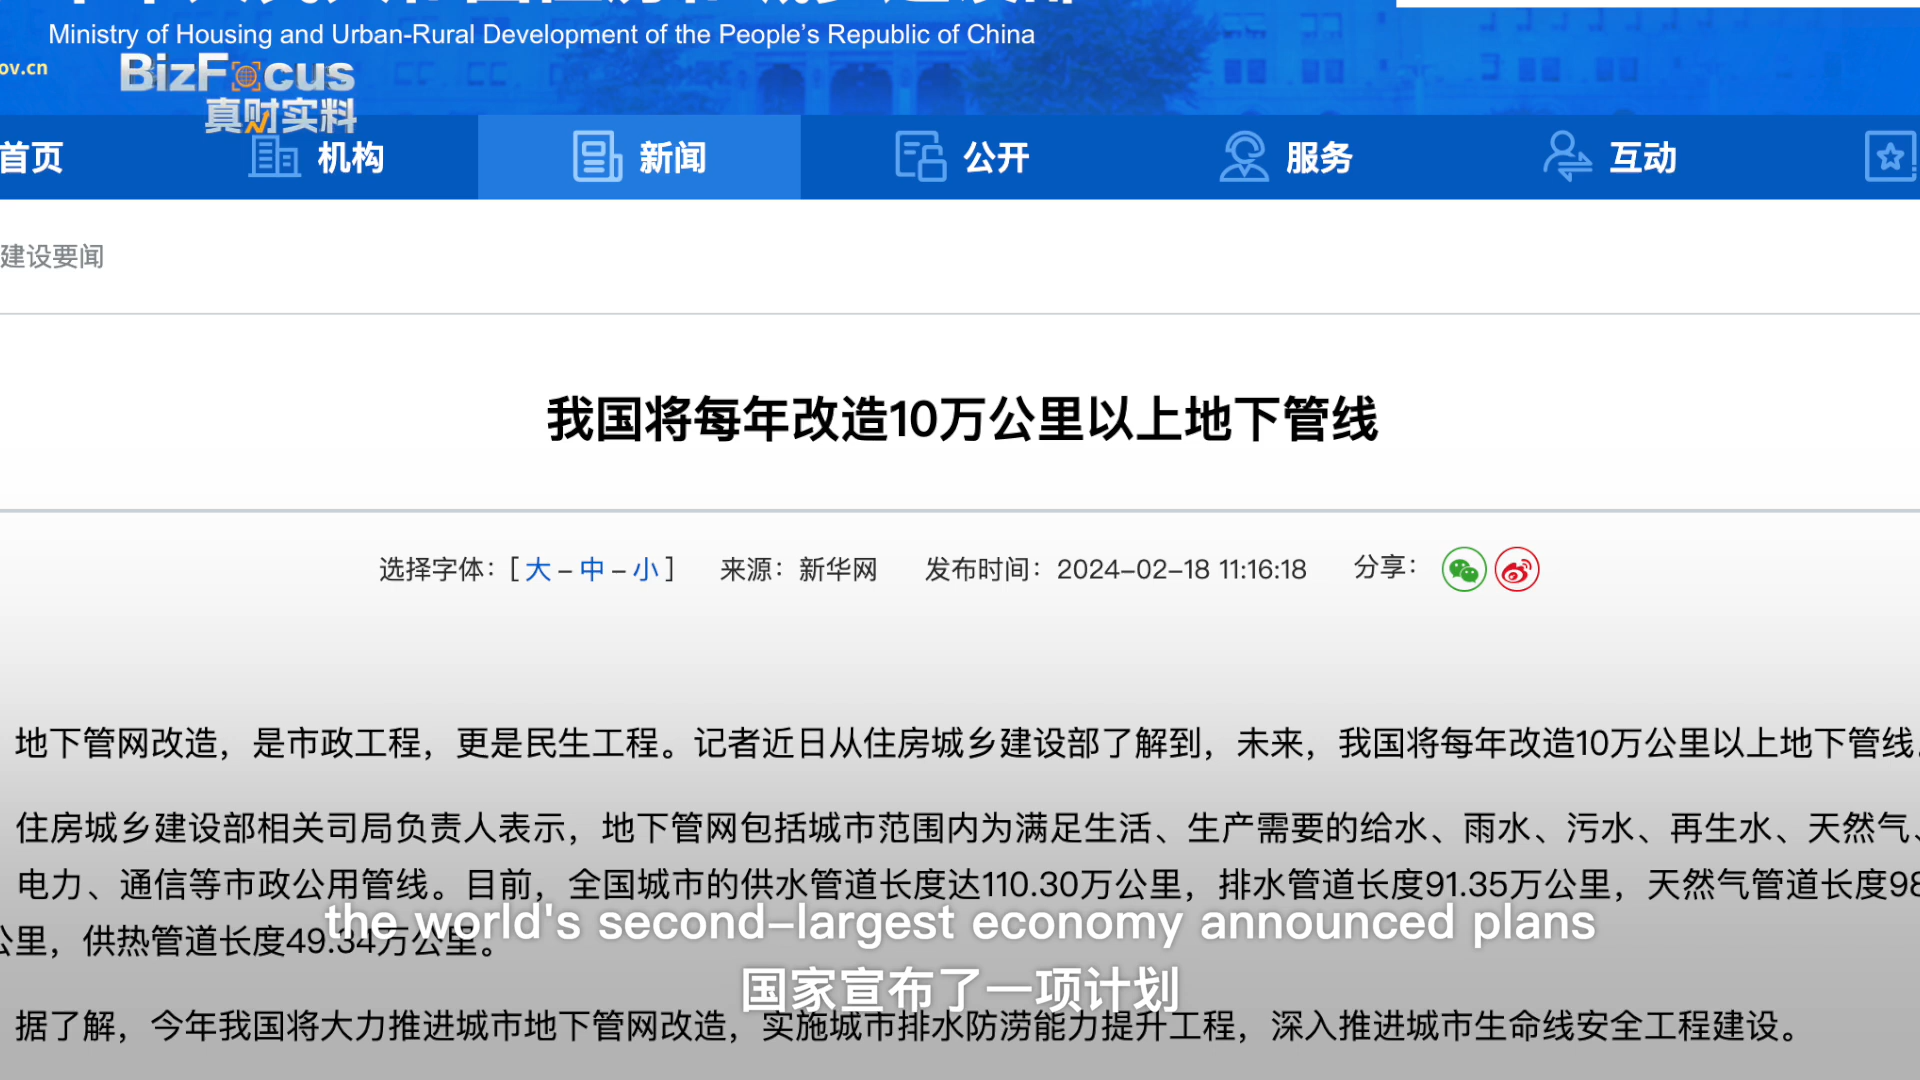 Ministry of Housing and Urban-Rural Development of the People’s Republic of China
ov.cn
BizFocus
真财实料
首页
机构
新闻
公开
服务
互动
建设要闻
我国将每年改造10万公里以上地下管线
选择字体：[ 大 – 中 – 小 ] 来源：新华网 发布时间：2024–02–18 11:16:18 分享：
地下管网改造，是市政工程，更是民生工程。记者近日从住房城乡建设部了解到，未来，我国将每年改造10万公里以上地下管线。
住房城乡建设部相关司局负责人表示，地下管网包括城市范围内为满足生活、生产需要的给水、雨水、污水、再生水、天然气、
电力、通信等市政公用管线。目前，全国城市的供水管道长度达110.30万公里，排水管道长度91.35万公里，天然气管道长度98
公里，供热管道长度49.34万公里。
the world's second–largest economy announced plans
国家宣布了一项计划
据了解，今年我国将大力推进城市地下管网改造，实施城市排水防涝能力提升工程，深入推进城市生命线安全工程建设。